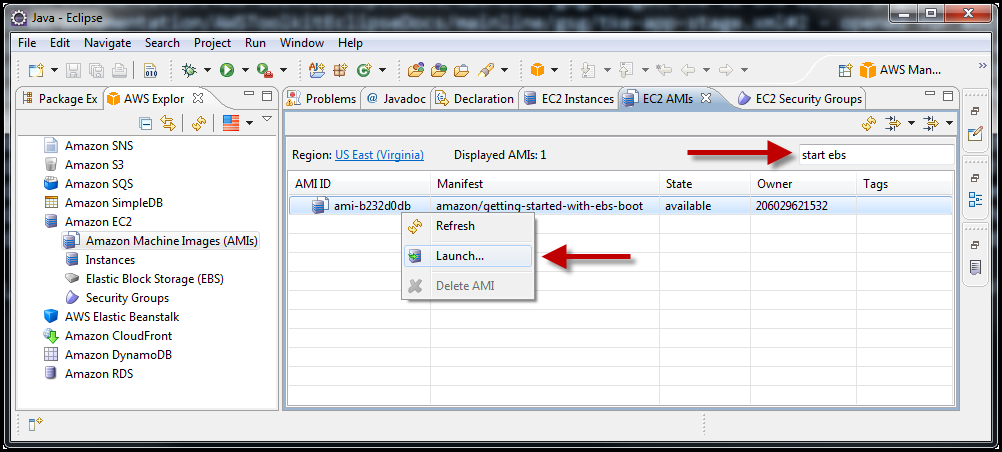 Java - Eclipse
File Edit Navigate Search Project Run Window Help
AWS Man...
Package Ex AWS Explor Problems Javadoc Declaration EC2 Instances EC2 AMIs EC2 Security Groups
Amazon SNS
Amazon S3
Amazon SQS
Amazon SimpleDB
Amazon EC2
Amazon Machine Images (AMIs)
Instances
Elastic Block Storage (EBS)
Security Groups
AWS Elastic Beanstalk
Amazon CloudFront
Amazon DynamoDB
Amazon RDS
Region: US East (Virginia) Displayed AMIs: 1 start ebs
AMI ID Manifest State Owner Tags
ami-b232d0db amazon/getting-started-with-ebs-boot available 206029621532
Refresh
Launch...
Delete AMI